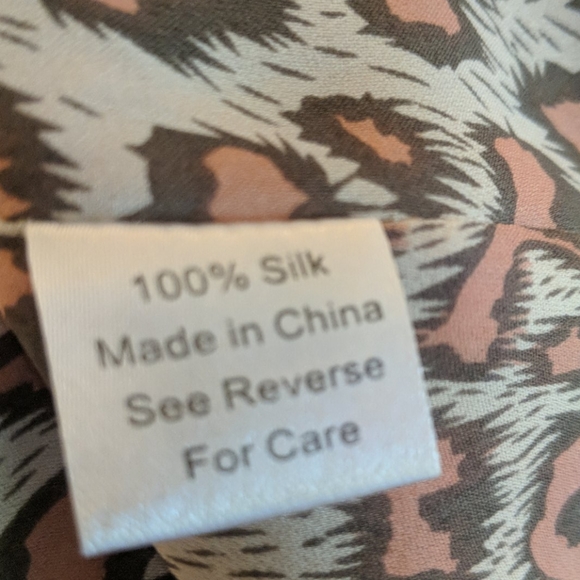 100% Silk
Made in China
See Reverse
For Care